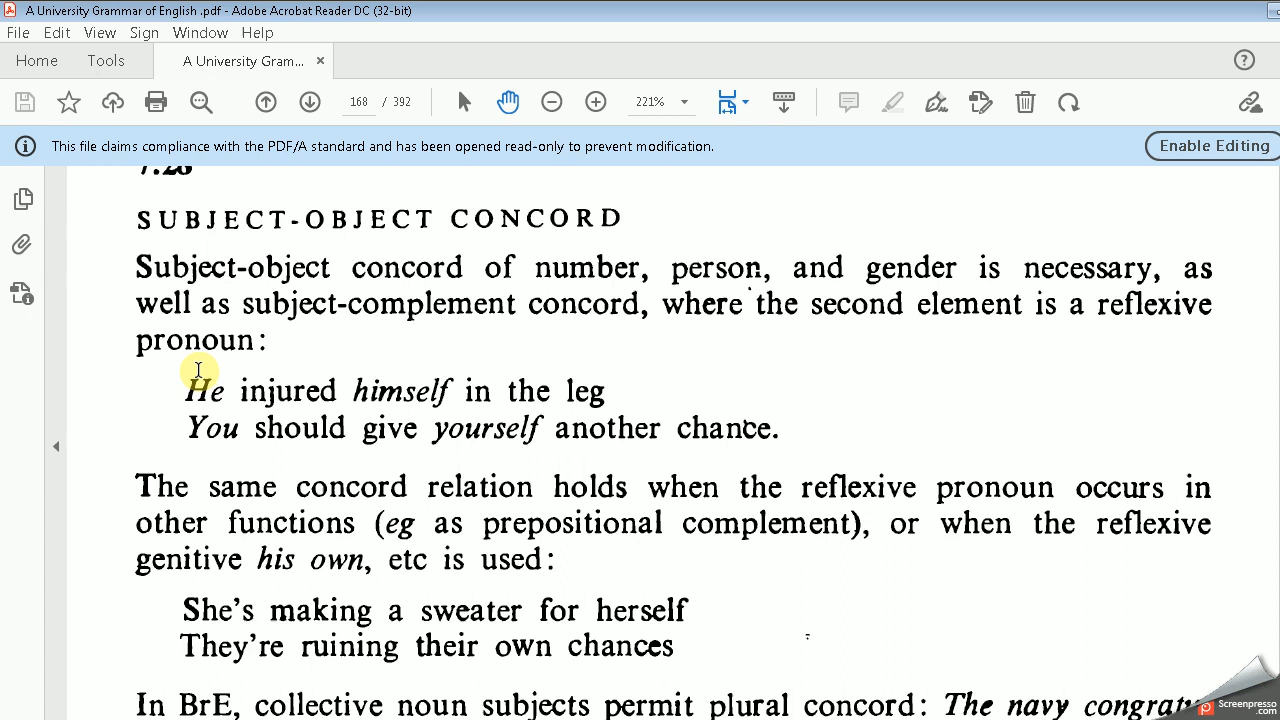 A University Grammar of English .pdf - Adobe Acrobat Reader DC (32-bit)
File Edit View Sign Window Help
Home Tools A University Gram... ×
168 / 392 221%
This file claims compliance with the PDF/A standard and has been opened read-only to prevent modification. Enable Editing
SUBJECT-OBJECT CONCORD
Subject-object concord of number, person, and gender is necessary, as
well as subject-complement concord, where the second element is a reflexive
pronoun:
He injured himself in the leg
You should give yourself another chance.
The same concord relation holds when the reflexive pronoun occurs in
other functions (eg as prepositional complement), or when the reflexive
genitive his own, etc is used:
She's making a sweater for herself
They're ruining their own chances
In BrE, collective noun subjects permit plural concord: The navy
Screenpresso
.com